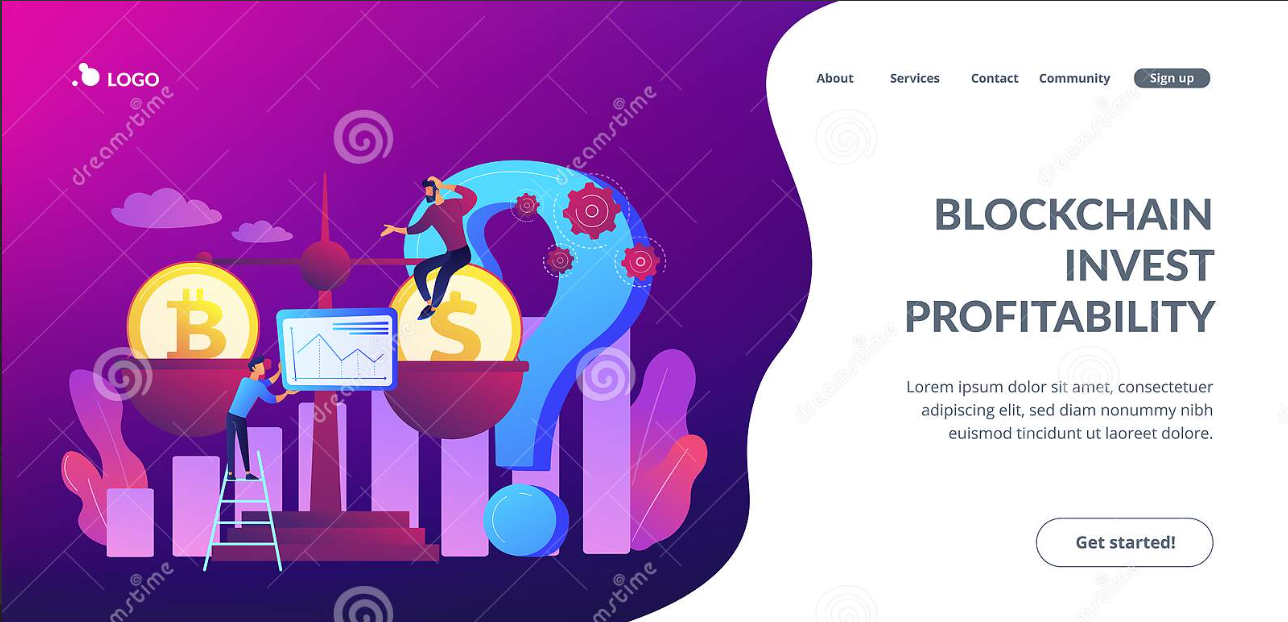 LOGO
About Services Contact Community Sign up
BLOCKCHAIN
INVEST
PROFITABILITY
Lorem ipsum dolor sit amet, consectetuer
adipiscing elit, sed diam nonummy nibh
euismod tincidunt ut laoreet dolore.
Get started!
B
$
dreamstime
dreamstime
dreamstime
dreamstime
dreamstime
dreamstime